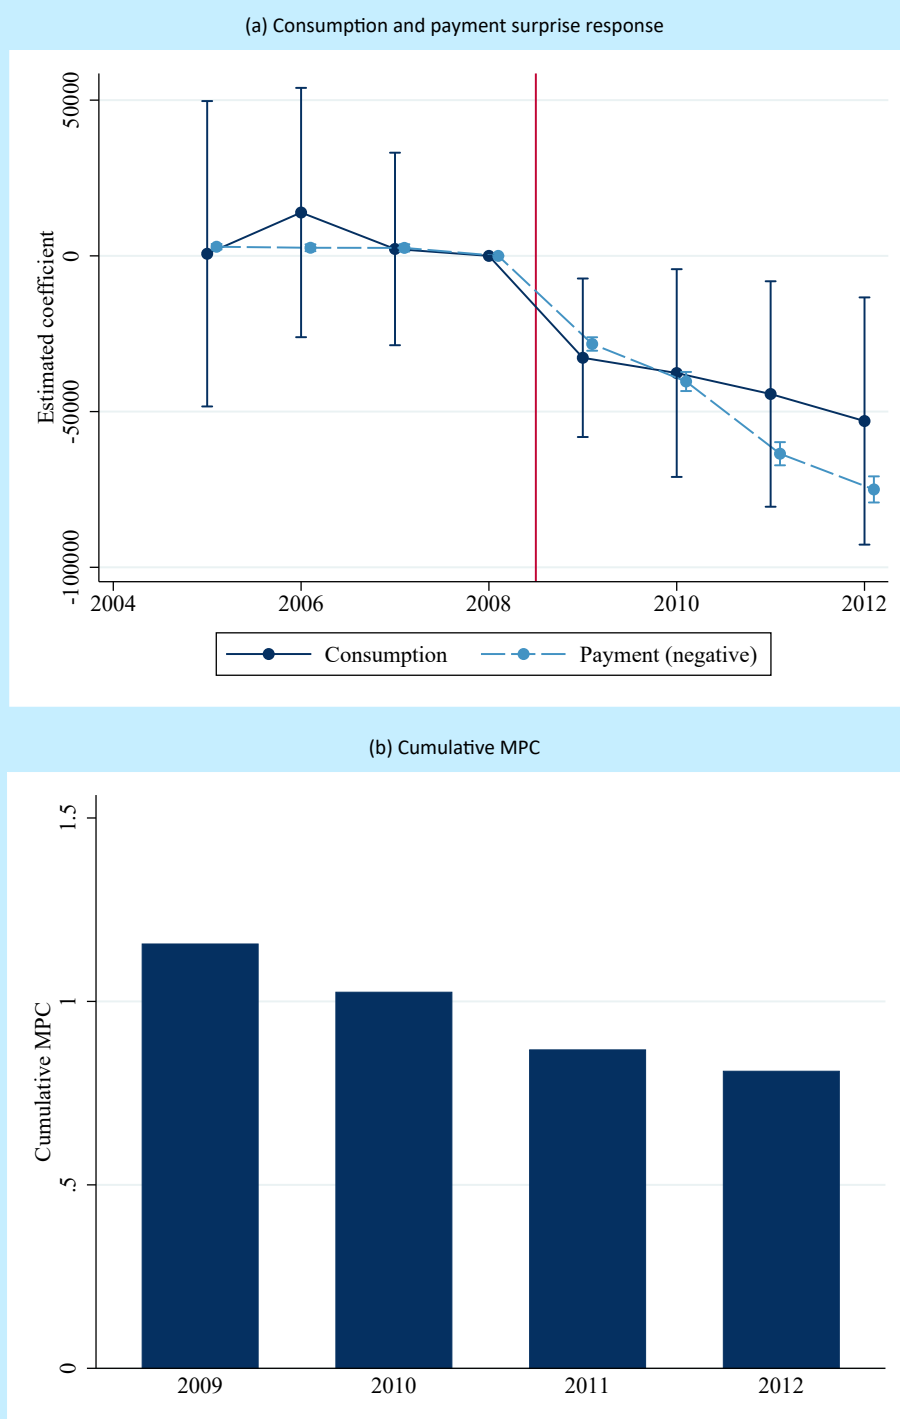 (a) Consumption and payment surprise response
Estimated coefficient
50000
0
-50000
-100000
2004 2006 2008 2010 2012
Consumption Payment (negative)
(b) Cumulative MPC
Cumulative MPC
1.5
1
.5
0
2009 2010 2011 2012